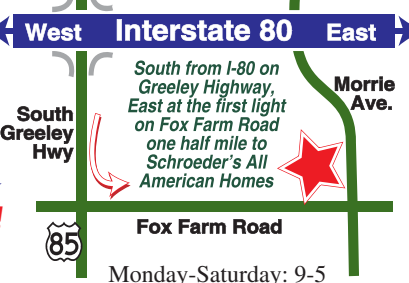 West Interstate 80 East
South from I-80 on
Greeley Highway,
East at the first light
on Fox Farm Road
one half mile to
Schroeder's All
American Homes
Morrie
Ave.
South
Greeley
Hwy
Fox Farm Road
85
Monday-Saturday: 9-5